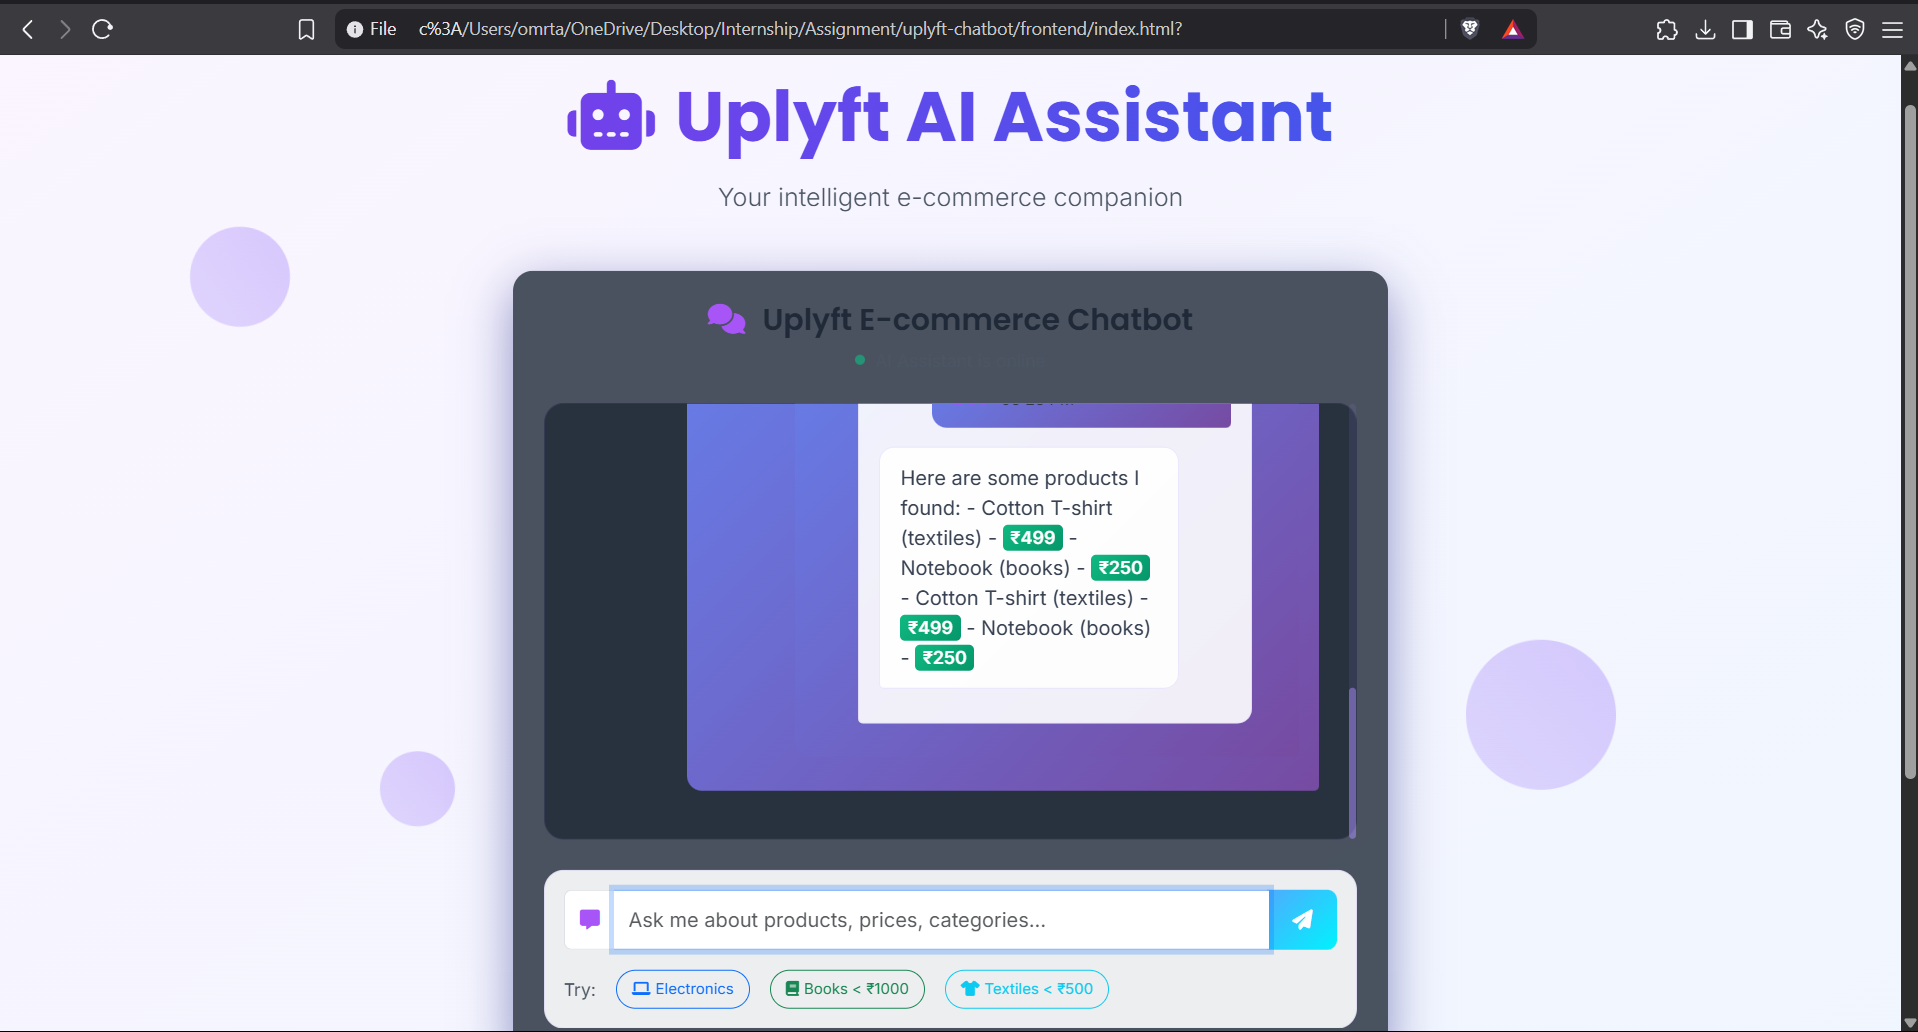 File c%3A/Users/omrta/OneDrive/Desktop/Internship/Assignment/uplyft-chatbot/frontend/index.html?
Uplyft AI Assistant
Your intelligent e-commerce companion
Uplyft E-commerce Chatbot
AI Assistant
Here are some products I
found: - Cotton T-shirt
(textiles) - ₹499 -
Notebook (books) - ₹250
- Cotton T-shirt (textiles) -
₹499 - Notebook (books)
- ₹250
Ask me about products, prices, categories...
Try: Electronics Books < ₹1000 Textiles < ₹500